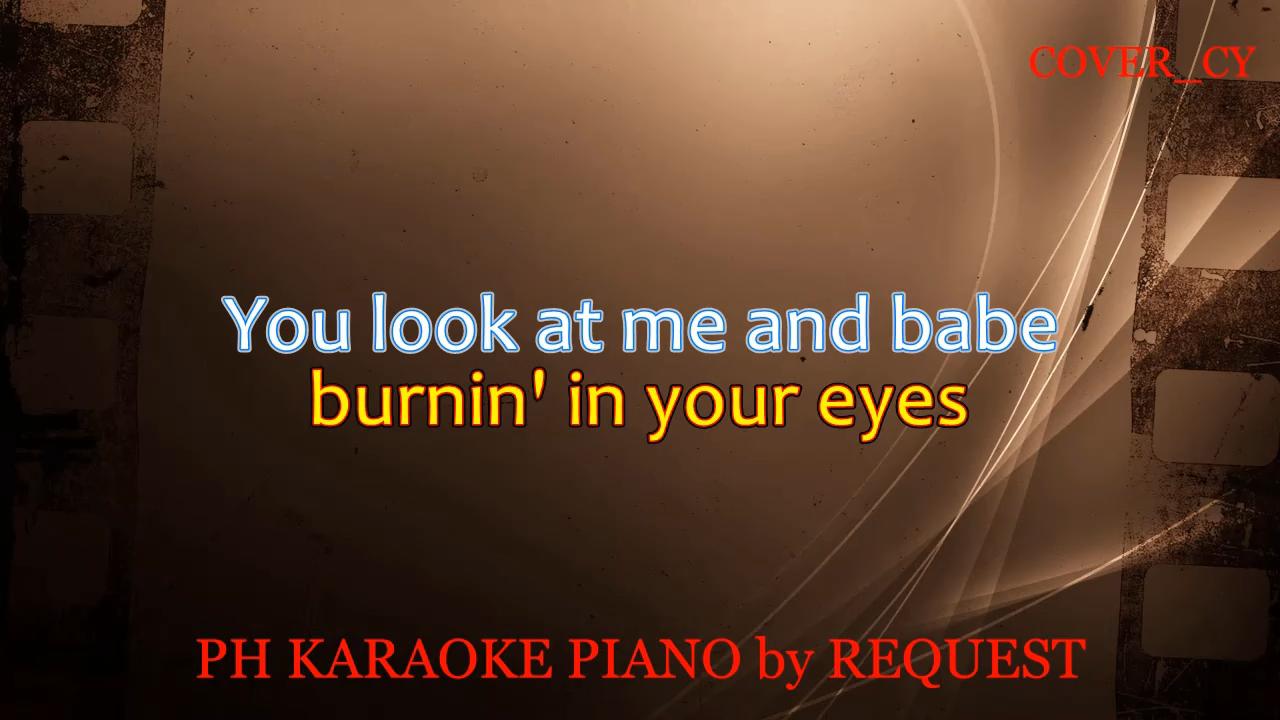 COVER_CY
You look at me and babe
burnin' in your eyes
PH KARAOKE PIANO by REQUEST